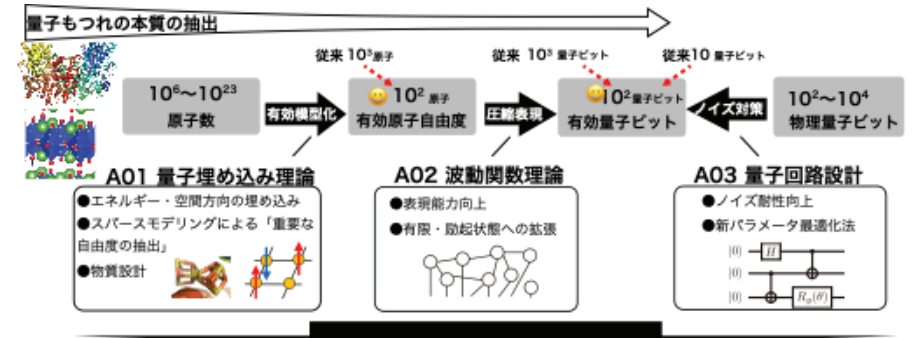 量子もつれの本質の抽出
従来 10³原子
従来 10³ 量子ビット
従来10 量子ビット
10⁶〜10²³
原子数
有効模型化
10² 原子
有効原子自由度
圧縮表現
10² 量子ビット
有効量子ビット
ノイズ対策
10²〜10⁴
物理量子ビット
A01 量子埋め込み理論
●エネルギー・空間方向の埋め込み
●スパースモデリングによる「重要な
自由度の抽出」
●物質設計
A02 波動関数理論
●表現能力向上
●有限・励起状態への拡張
A03 量子回路設計
●ノイズ耐性向上
●新パラメータ最適化法
|0⟩ H
|0⟩
|0⟩ Rφ(θ)